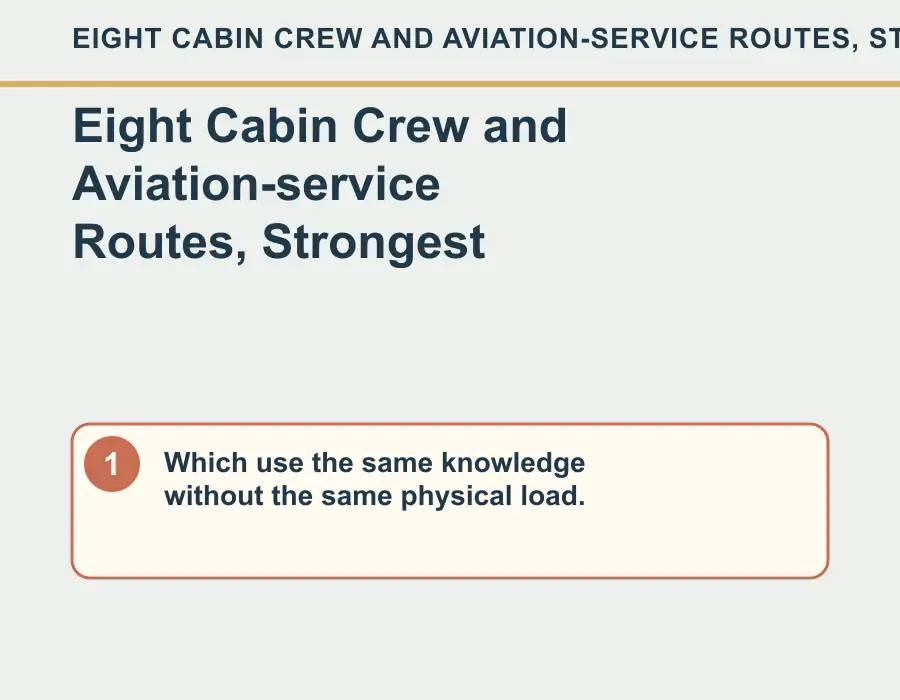 EIGHT CABIN CREW AND AVIATION-SERVICE ROUTES, ST
Eight Cabin Crew and
Aviation-service
Routes, Strongest
1
Which use the same knowledge
without the same physical load.